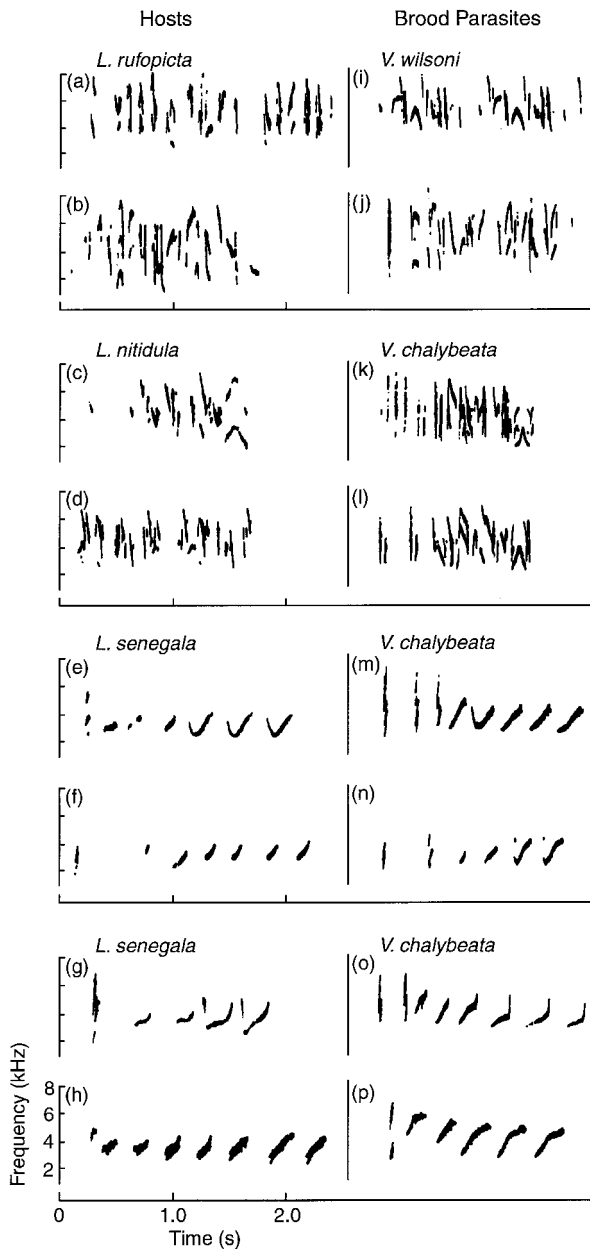 Hosts Brood Parasites
L. rufopicta V. wilsoni
(a) (i)
(b) (j)
L. nitidula V. chalybeata
(c) (k)
(d) (l)
L. senegala V. chalybeata
(e) (m)
(f) (n)
L. senegala V. chalybeata
(g) (o)
(h) (p)
Frequency (kHz)
8
6
4
2
0 1.0 2.0
Time (s)